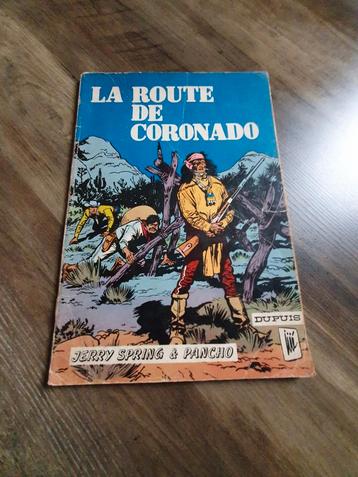 LA ROUTE
DE
CORONADO
DUPUIS
JERRY SPRING & PANCHO